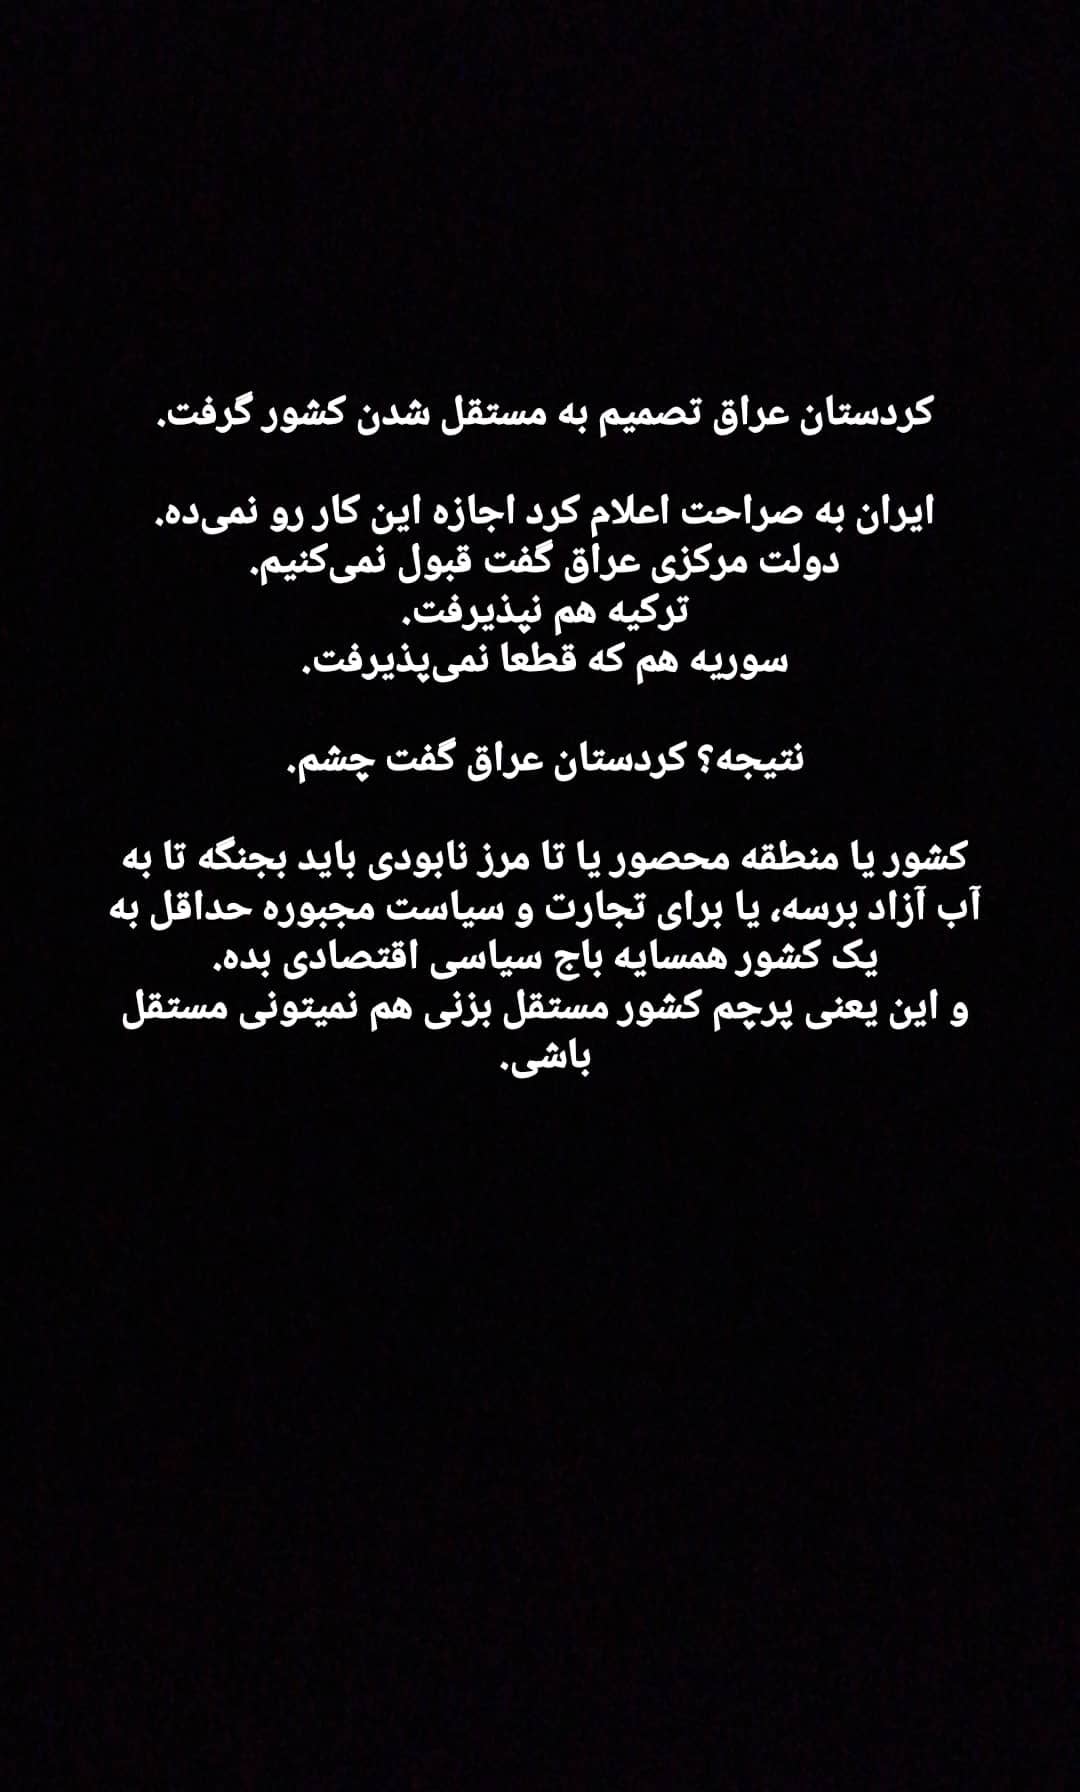 کردستان عراق تصمیم به مستقل شدن کشور گرفت.
ایران به صراحت اعلام کرد اجازه این کار رو نمی‌ده.
دولت مرکزی عراق گفت قبول نمی‌کنیم.
ترکیه هم نپذیرفت.
سوریه هم که قطعا نمی‌پذیرفت.
نتیجه؟ کردستان عراق گفت چشم.
کشور یا منطقه محصور یا تا مرز نابودی باید بجنگه تا به
آب آزاد برسه، یا برای تجارت و سیاست مجبوره حداقل به
یک کشور همسایه باج سیاسی اقتصادی بده.
و این یعنی پرچم کشور مستقل بزنی هم نمیتونی مستقل
باشی.